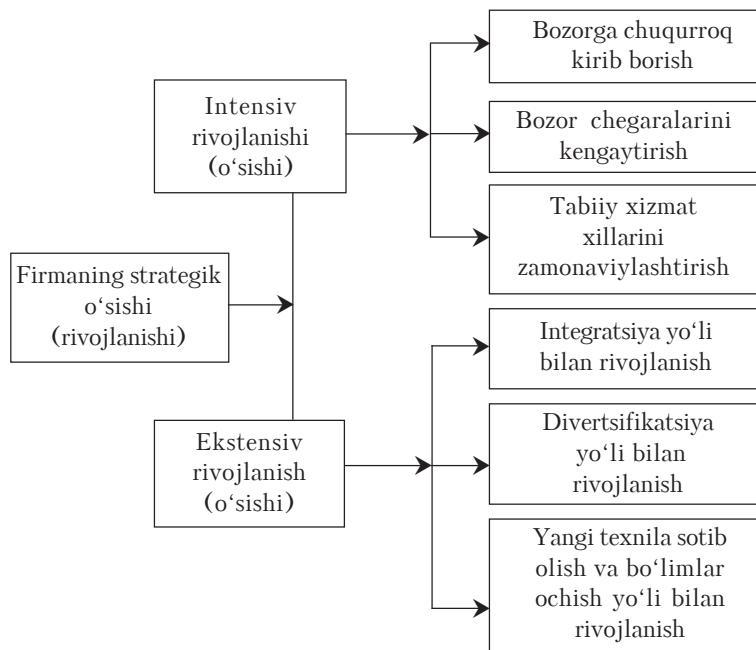 Firmaning strategik
o‘sishi
(rivojlanishi)
Intensiv
rivojlanishi
(o‘sishi)
Bozorga chuqurroq
kirib borish
Bozor chegaralarini
kengaytirish
Tabiiy xizmat
xillarini
zamonaviylashtirish
Ekstensiv
rivojlanish
(o‘sishi)
Integratsiya yo‘li
bilan rivojlanish
Divertsifikatsiya
yo‘li bilan
rivojlanish
Yangi texnila sotib
olish va bo‘limlar
ochish yo‘li bilan
rivojlanish